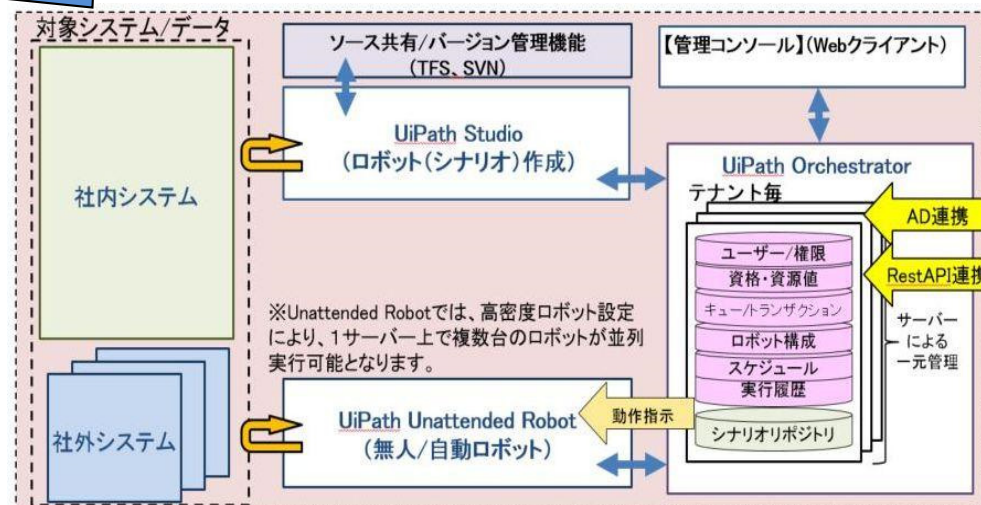 対象システム/データ
社内システム
社外システム
ソース共有/バージョン管理機能
(TFS、SVN)
UiPath Studio
(ロボット(シナリオ)作成)
※Unattended Robotでは、高密度ロボット設定
により、1サーバー上で複数台のロボットが並列
実行可能となります。
UiPath Unattended Robot
(無人/自動ロボット)
動作指示
【管理コンソール】(Webクライアント)
UiPath Orchestrator
テナント毎
ユーザー/権限
資格・資源値
キュー/トランザクション
ロボット構成
スケジュール
実行履歴
シナリオリポジトリ
AD連携
RestAPI連携
サーバー
による
一元管理